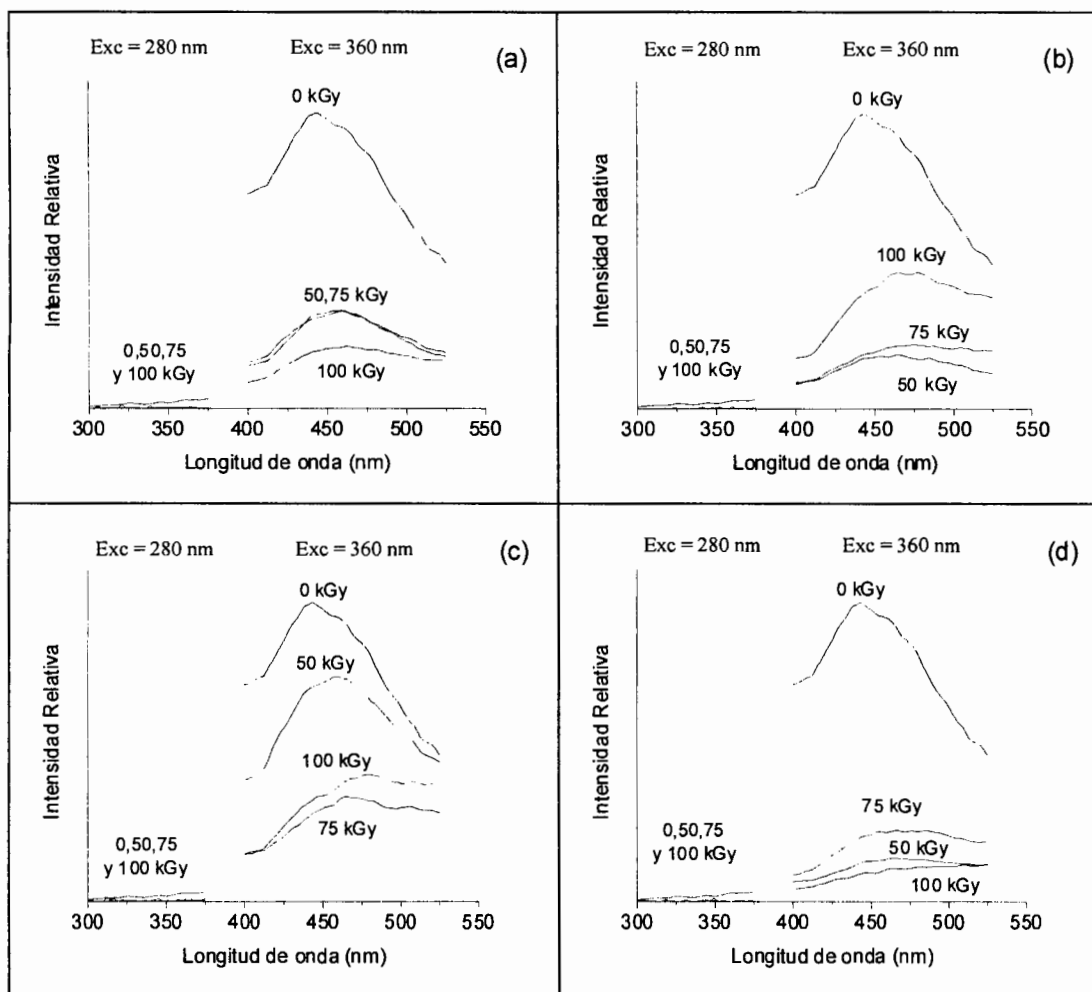 Exc = 280 nm
Exc = 360 nm
(a)
0 kGy
50,75 kGy
100 kGy
0,50,75
y 100 kGy
Intensidad Relativa
300 350 400 450 500 550
Longitud de onda (nm)
Exc = 280 nm
Exc = 360 nm
(b)
0 kGy
100 kGy
75 kGy
50 kGy
0,50,75
y 100 kGy
Intensidad Relativa
300 350 400 450 500 550
Longitud de onda (nm)
Exc = 280 nm
Exc = 360 nm
(c)
0 kGy
50 kGy
100 kGy
75 kGy
0,50,75
y 100 kGy
Intensidad Relativa
300 350 400 450 500 550
Longitud de onda (nm)
Exc = 280 nm
Exc = 360 nm
(d)
0 kGy
75 kGy
50 kGy
100 kGy
0,50,75
y 100 kGy
Intensidad Relativa
300 350 400 450 500 550
Longitud de onda (nm)